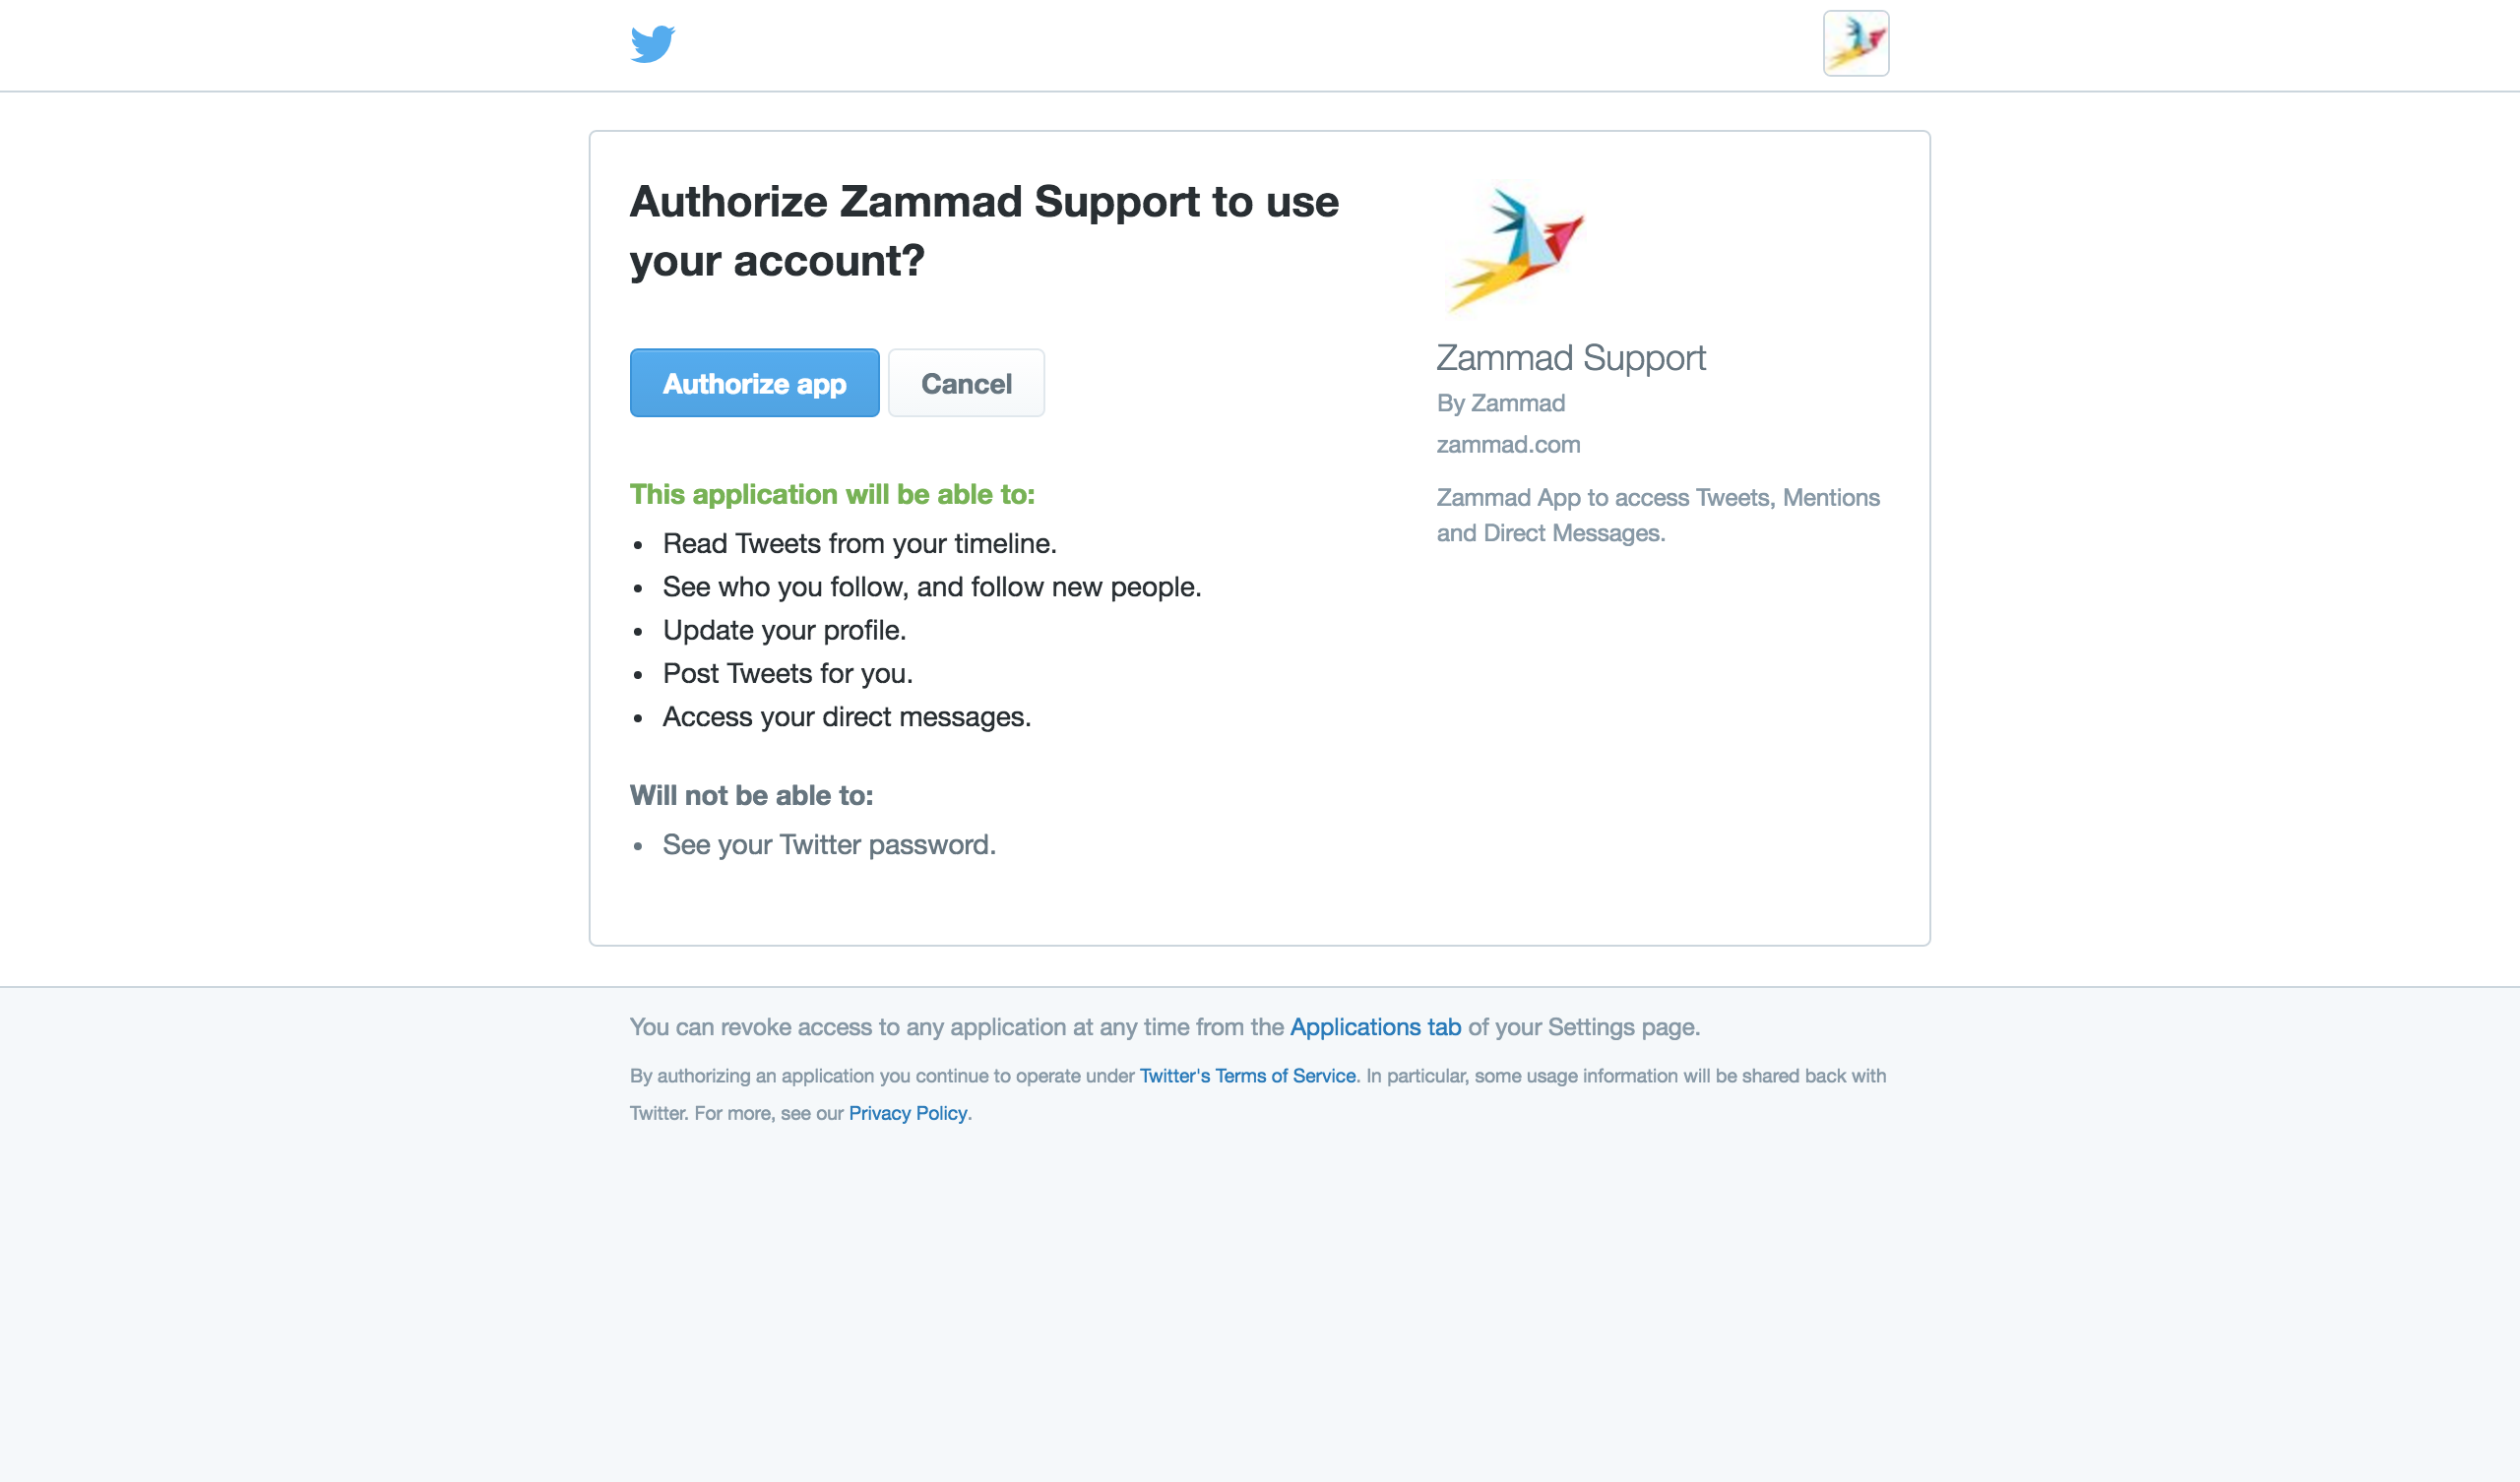 Authorize Zammad Support to use
your account?
Authorize app
Cancel
This application will be able to:
• Read Tweets from your timeline.
• See who you follow, and follow new people.
• Update your profile.
• Post Tweets for you.
• Access your direct messages.
Will not be able to:
• See your Twitter password.
Zammad Support
By Zammad
zammad.com
Zammad App to access Tweets, Mentions
and Direct Messages.
You can revoke access to any application at any time from the Applications tab of your Settings page.
By authorizing an application you continue to operate under Twitter's Terms of Service. In particular, some usage information will be shared back with
Twitter. For more, see our Privacy Policy.